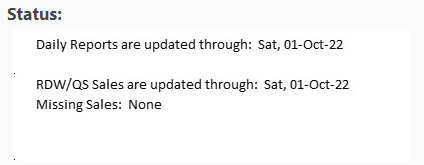 Status:
Daily Reports are updated through: Sat, 01-Oct-22
RDW/QS Sales are updated through: Sat, 01-Oct-22
Missing Sales: None